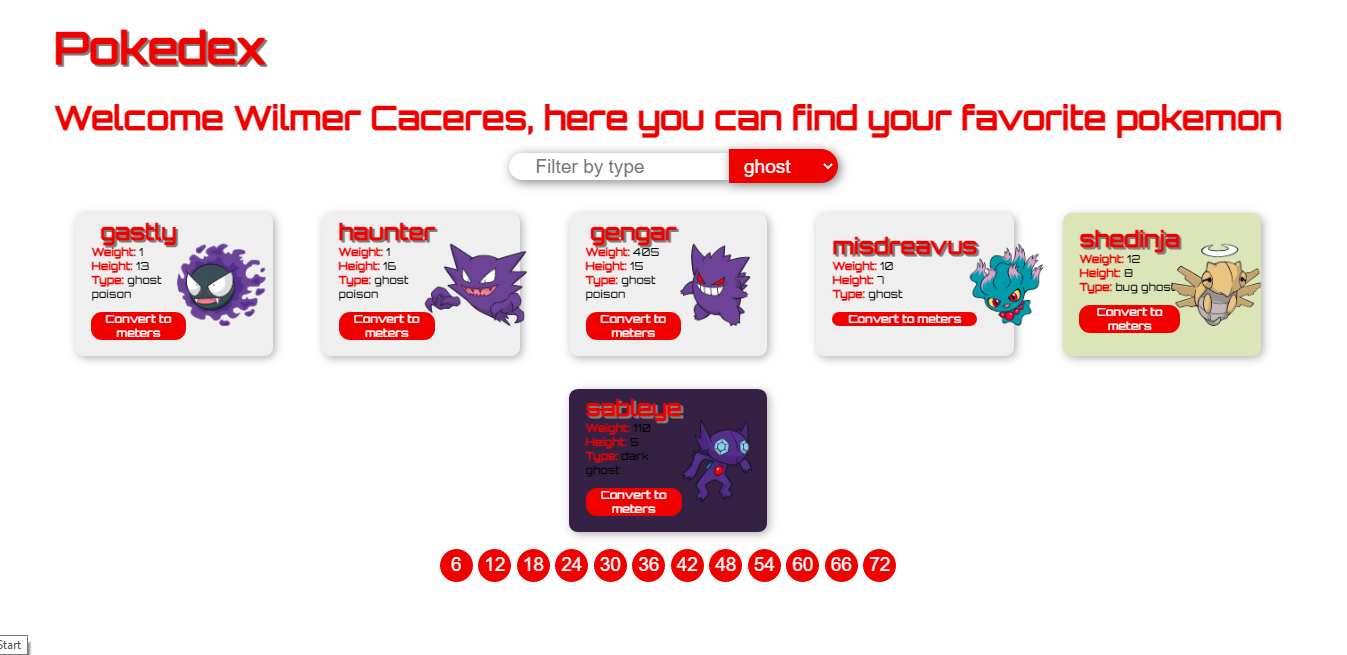 Pokedex
Welcome Wilmer Caceres, here you can find your favorite pokemon
Filter by type
ghost
gastly
Weight: 1
Height: 13
Type: ghost
poison
Convert to
meters
haunter
Weight: 1
Height: 16
Type: ghost
poison
Convert to
meters
gengar
Weight: 405
Height: 15
Type: ghost
poison
Convert to
meters
misdreavus
Weight: 10
Height: 7
Type: ghost
Convert to meters
shedinja
Weight: 12
Height: 8
Type: bug ghost
Convert to
meters
sableye
Weight: 110
Height: 5
Type: dark
ghost
Convert to
meters
6 12 18 24 30 36 42 48 54 60 66 72
Start